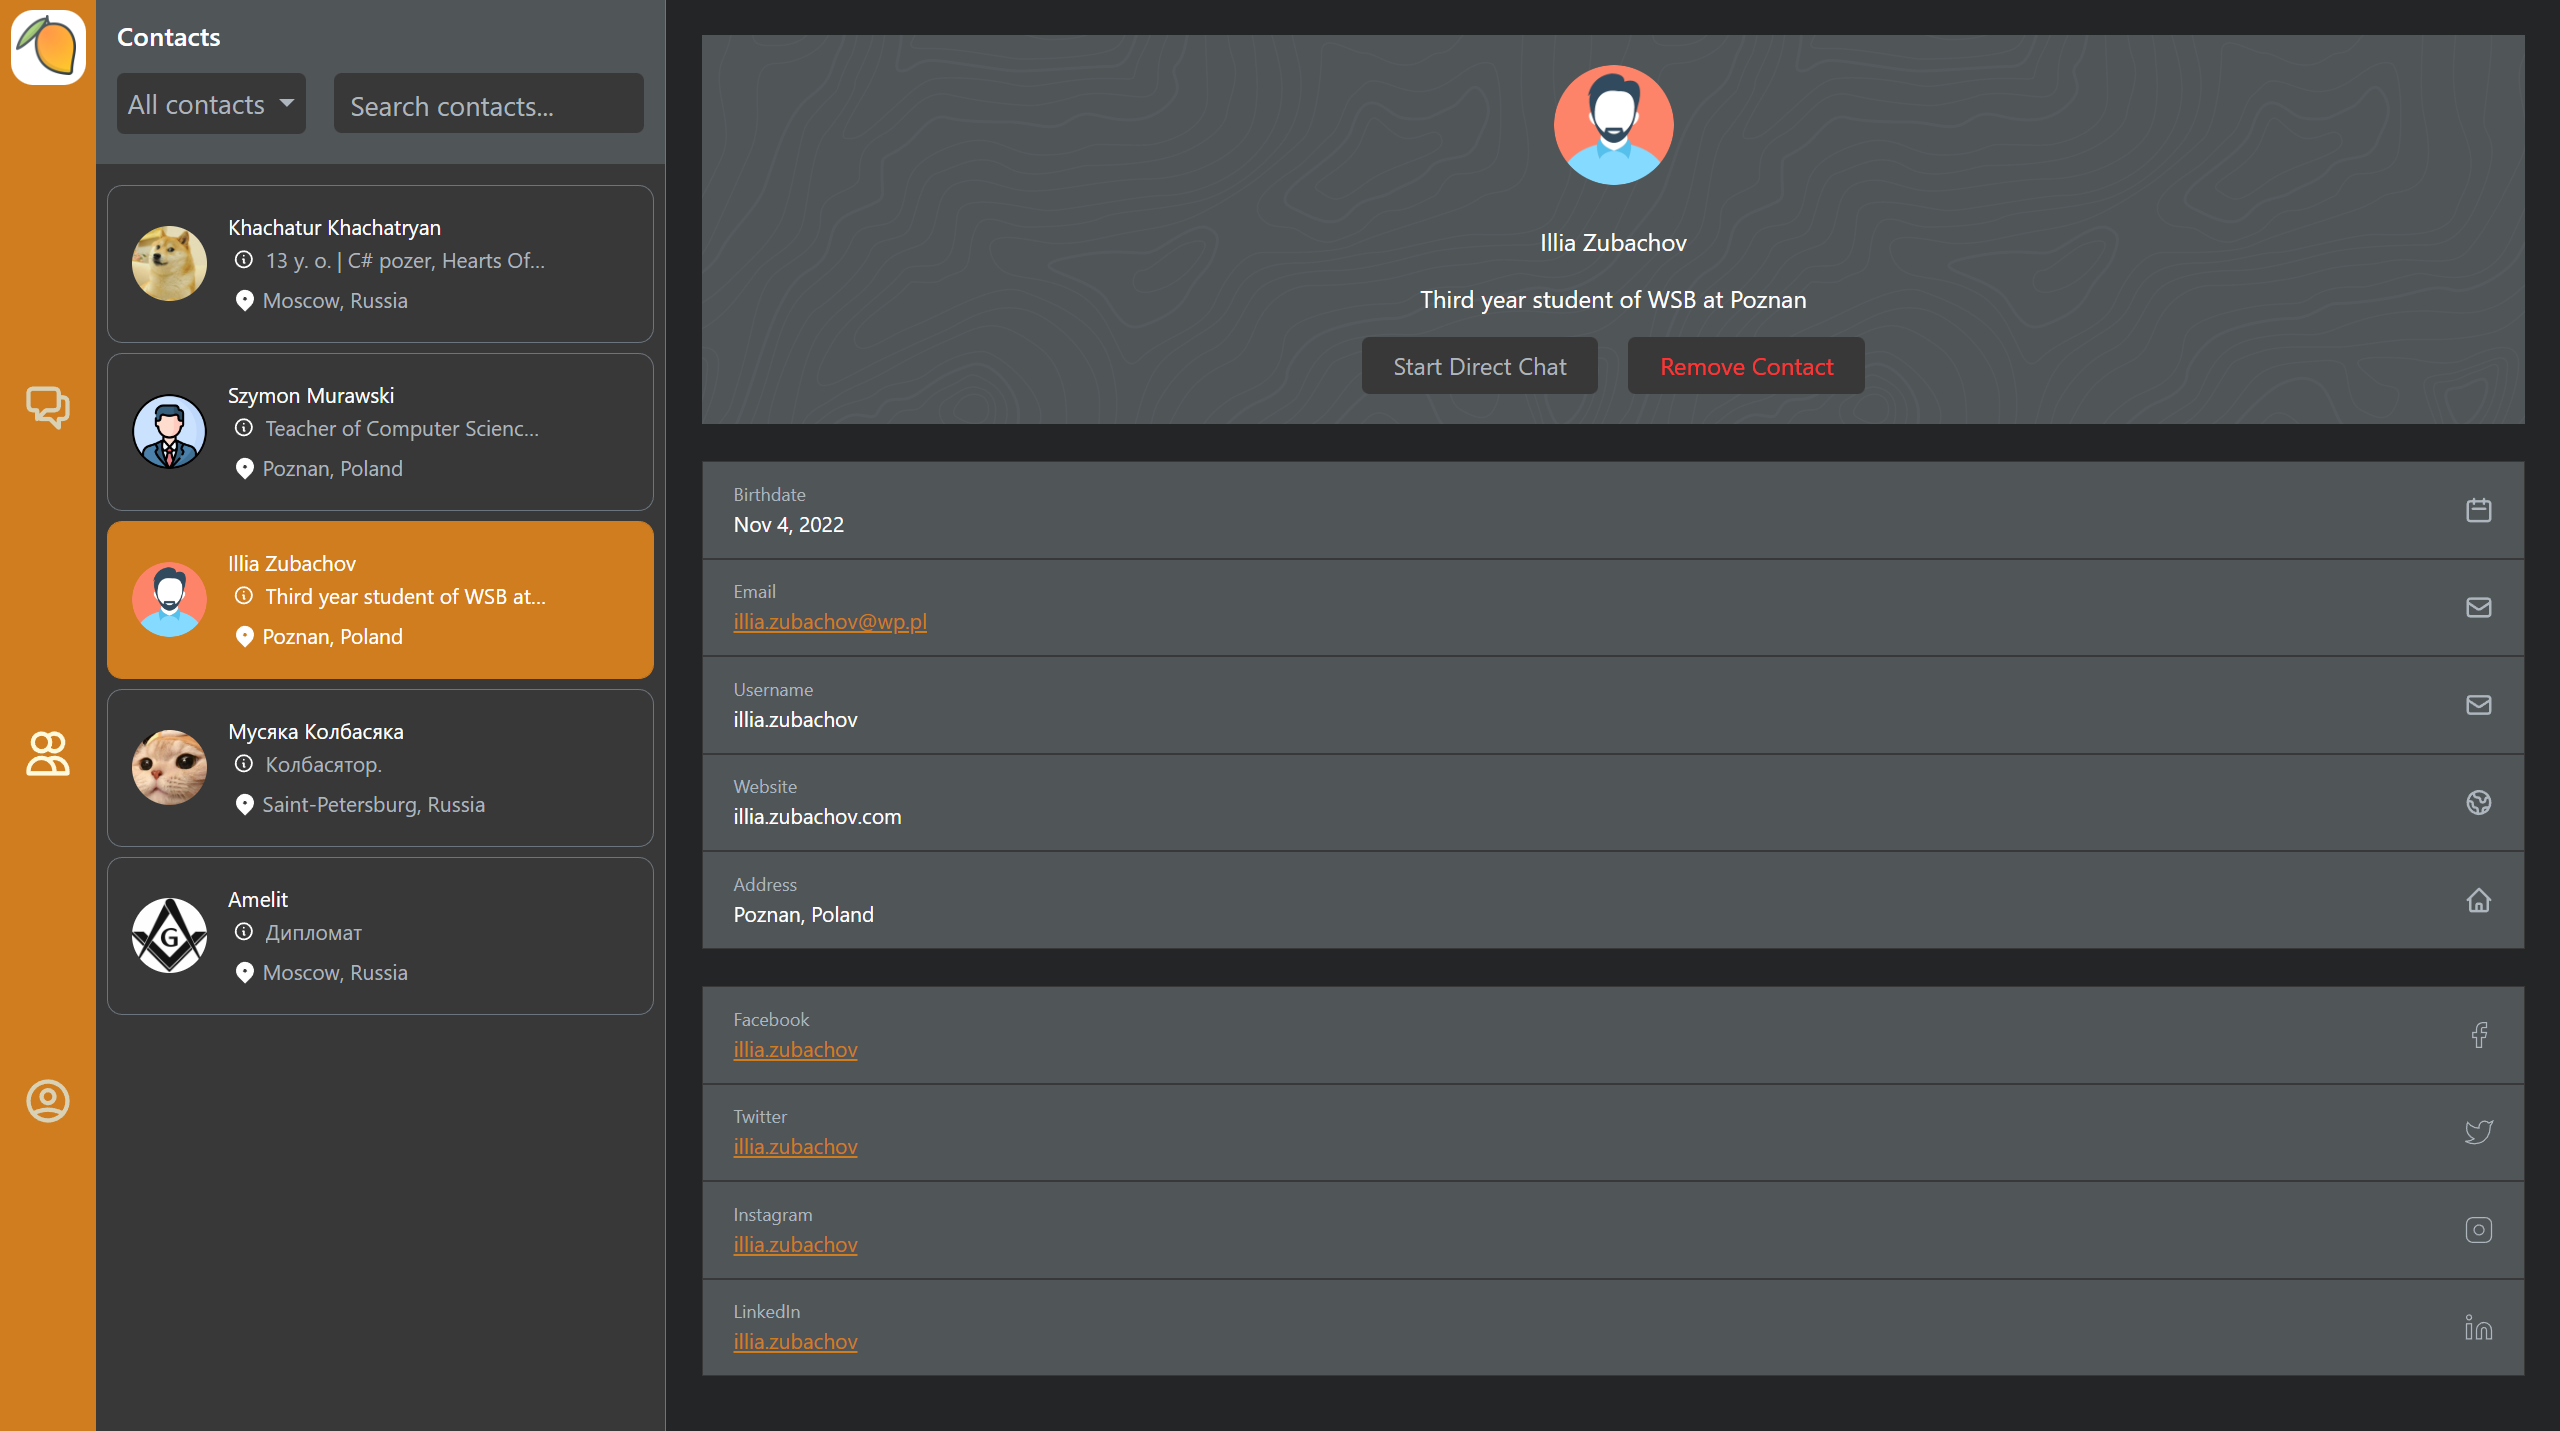 Contacts
All contacts
Search contacts...
Khachatur Khachatryan
13 y. o. | C# pozer, Hearts Of...
Moscow, Russia
Szymon Murawski
Teacher of Computer Scienc...
Poznan, Poland
Illia Zubachov
Third year student of WSB at...
Poznan, Poland
Мусяка Колбасяка
Колбасятор.
Saint-Petersburg, Russia
G
Amelit
Дипломат
Moscow, Russia
Illia Zubachov
Third year student of WSB at Poznan
Start Direct Chat
Remove Contact
Birthdate
Nov 4, 2022
Email
illia.zubachov@wp.pl
Username
illia.zubachov
Website
illia.zubachov.com
Address
Poznan, Poland
Facebook
illia.zubachov
Twitter
illia.zubachov
Instagram
illia.zubachov
LinkedIn
illia.zubachov